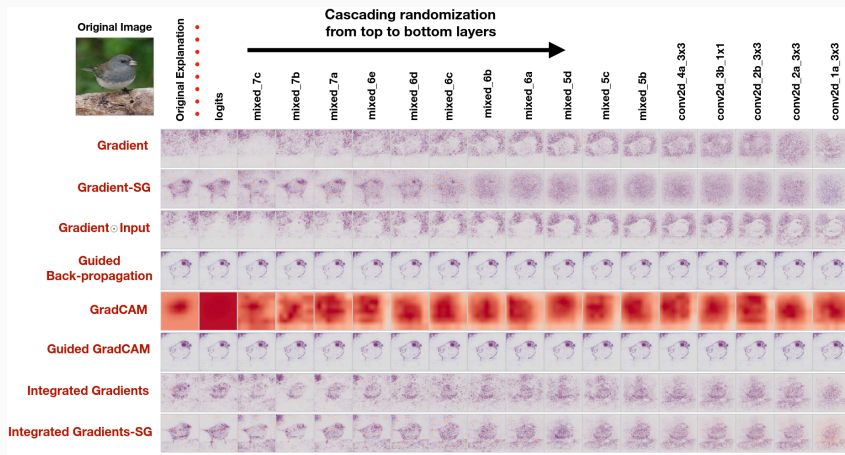 Cascading randomization
from top to bottom layers
Original Image
Original Explanation
logits
mixed_7c
mixed_7b
mixed_7a
mixed_6e
mixed_6d
mixed_6c
mixed_6b
mixed_6a
mixed_5d
mixed_5c
mixed_5b
conv2d_4a_3x3
conv2d_3b_1x1
conv2d_2b_3x3
conv2d_2a_3x3
conv2d_1a_3x3
Gradient
Gradient-SG
Gradient⊙Input
Guided
Back-propagation
GradCAM
Guided GradCAM
Integrated Gradients
Integrated Gradients-SG